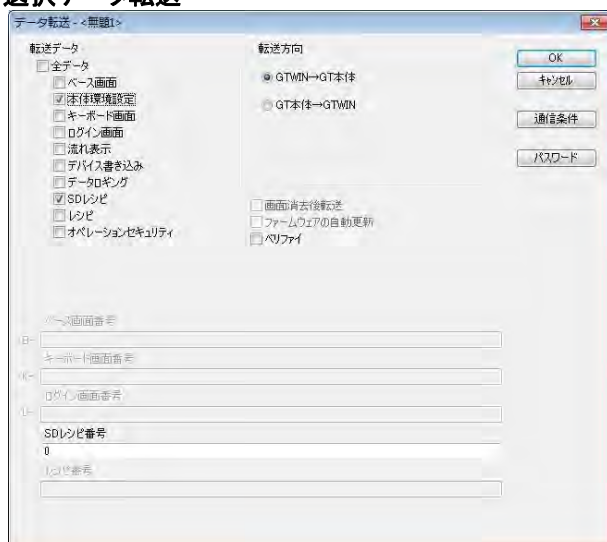 選択データ転送
データ転送 - <無題1>
転送データ
全データ
ベース画面
本体環境設定
キーボード画面
ログイン画面
流れ表示
デバイス書き込み
データロギング
SDレシピ
レシピ
オペレーションセキュリティ
転送方向
GTWIN→GT本体
GT本体→GTWIN
画面消去後転送
ファームウェアの自動更新
ベリファイ
OK
キャンセル
通信条件
パスワード
ベース画面番号
B-
キーボード画面番号
K-
ログイン画面番号
SDレシピ番号
0
レシピ番号